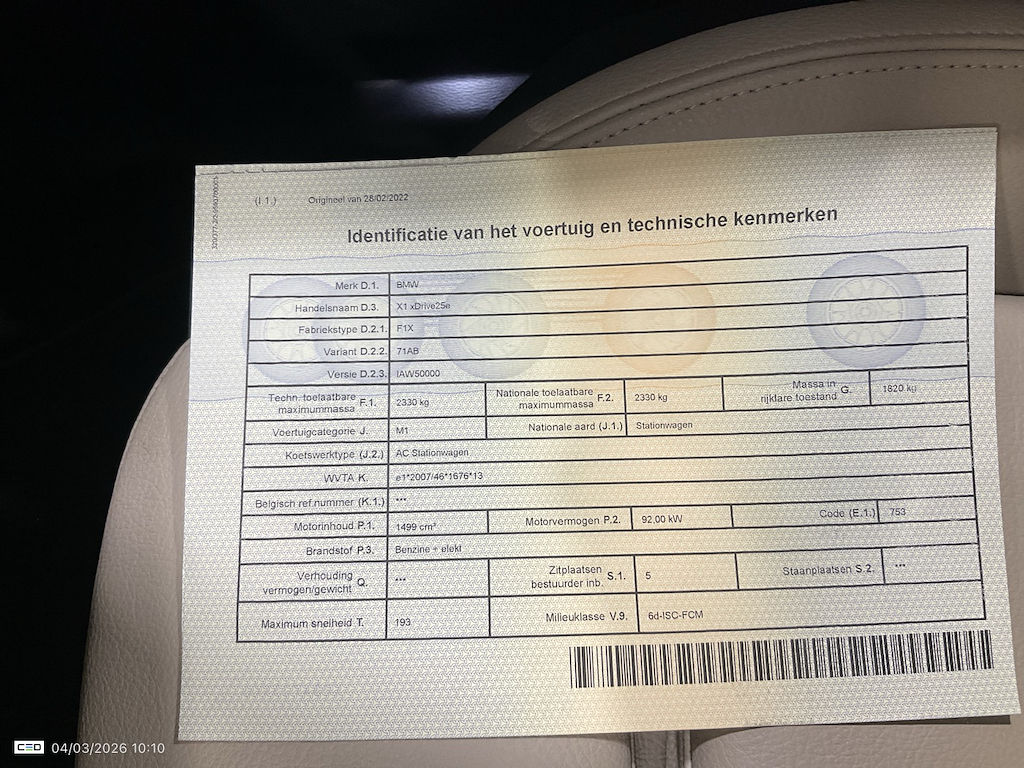 (I.1.) Origineel van 28/02/2022
Identificatie van het voertuig en technische kenmerken
Merk D.1. BMW
Handelsnaam D.3. X1 xDrive25e
Fabriekstype D.2.1. F1X
Variant D.2.2. 71AB
Versie D.2.3. IAW50000
Techn. toelaatbare maximummassa F.1. 2330 kg Nationale toelaatbare maximummassa F.2. 2330 kg Massa in rijklare toestand G. 1820 kg
Voertuigcategorie J. M1 Nationale aard (J.1.) Stationwagen
Koetswerktype (J.2.) AC Stationwagen
WVTA K. e1*2007/46*1676*13
Belgisch ref.nummer (K.1.) ***
Motorinhoud P.1. 1499 cm³ Motorvermogen P.2. 92,00 kW Code (E.1.) 753
Brandstof P.3. Benzine + elekt
Verhouding vermogen/gewicht Q. *** Zitplaatsen bestuurder inb. S.1. 5 Staanplaatsen S.2. ***
Maximum snelheid T. 193 Milieuklasse V.9. 6d-ISC-FCM
CED 04/03/2026 10:10